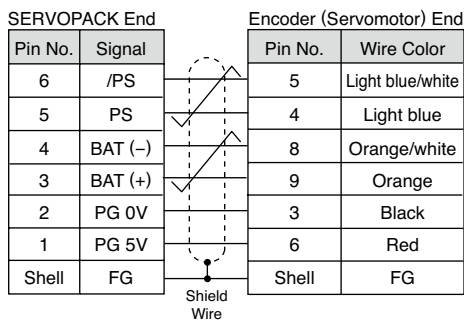 SERVOPACK End
Encoder (Servomotor) End
Pin No. Signal Pin No. Wire Color
6 /PS 5 Light blue/white
5 PS 4 Light blue
4 BAT (−) 8 Orange/white
3 BAT (+) 9 Orange
2 PG 0V 3 Black
1 PG 5V 6 Red
Shell FG Shell FG
Shield
Wire